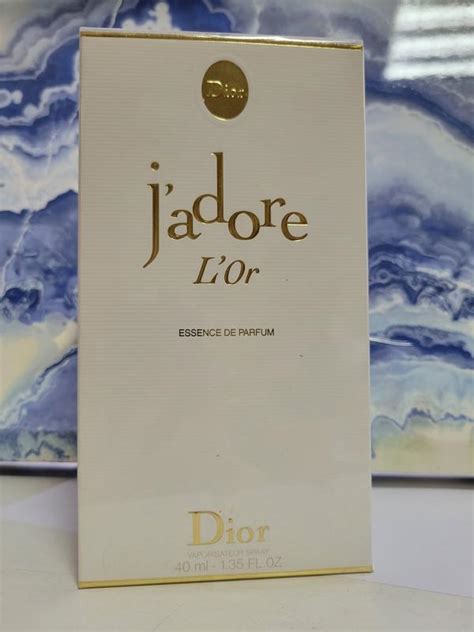 Dior
j'adore
L'Or
ESSENCE DE PARFUM
Dior
VAPORISATEUR SPRAY
40 ml - 1.35 FL OZ